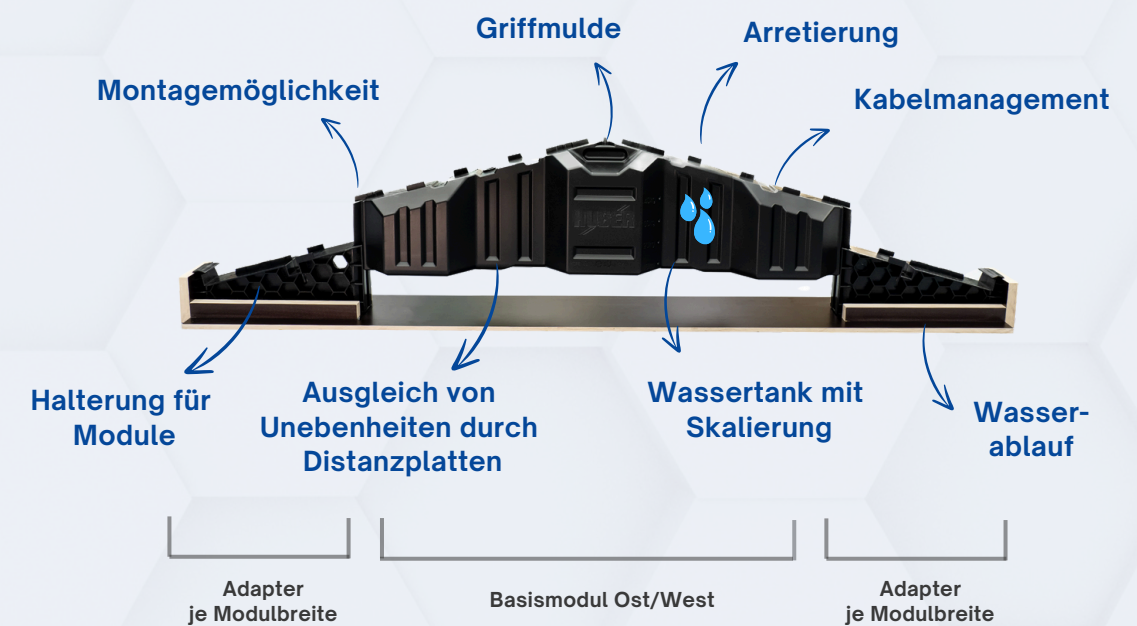 Griffmulde
Arretierung
Montagemöglichkeit
Kabelmanagement
Halterung für
Module
Ausgleich von
Unebenheiten durch
Distanzplatten
Wassertank mit
Skalierung
Wasser-
ablauf
Adapter
je Modulbreite
Basismodul Ost/West
Adapter
je Modulbreite